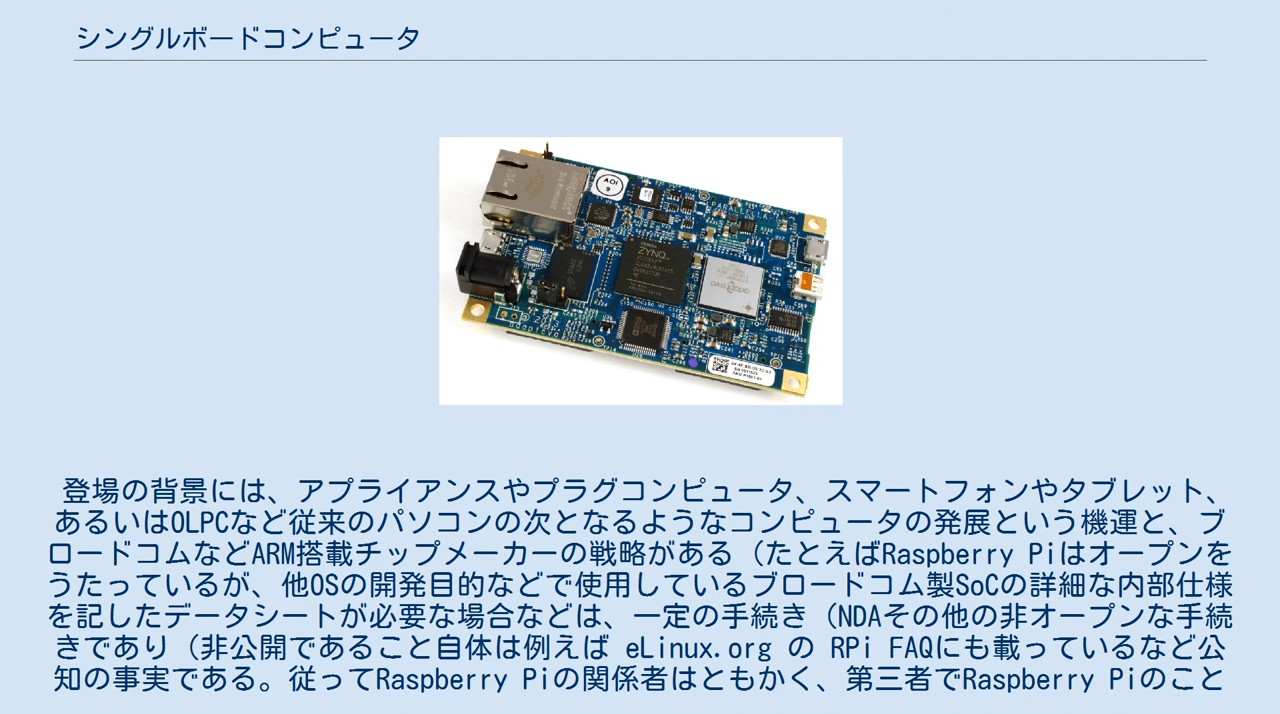 シングルボードコンピュータ
AOI
9
ZYNQ
登場の背景には、アプライアンスやプラグコンピュータ、スマートフォンやタブレット、
あるいはOLPCなど従来のパソコンの次となるようなコンピュータの発展という機運と、ブ
ロードコムなどARM搭載チップメーカーの戦略がある（たとえばRaspberry Piはオープンを
うたっているが、他OSの開発目的などで使用しているブロードコム製SoCの詳細な内部仕様
を記したデータシートが必要な場合などは、一定の手続き（NDAその他の非オープンな手続
きであり（非公開であること自体は例えば eLinux.org の RPi FAQにも載っているなど公
知の事実である。従ってRaspberry Piの関係者はともかく、第三者でRaspberry Piのこと